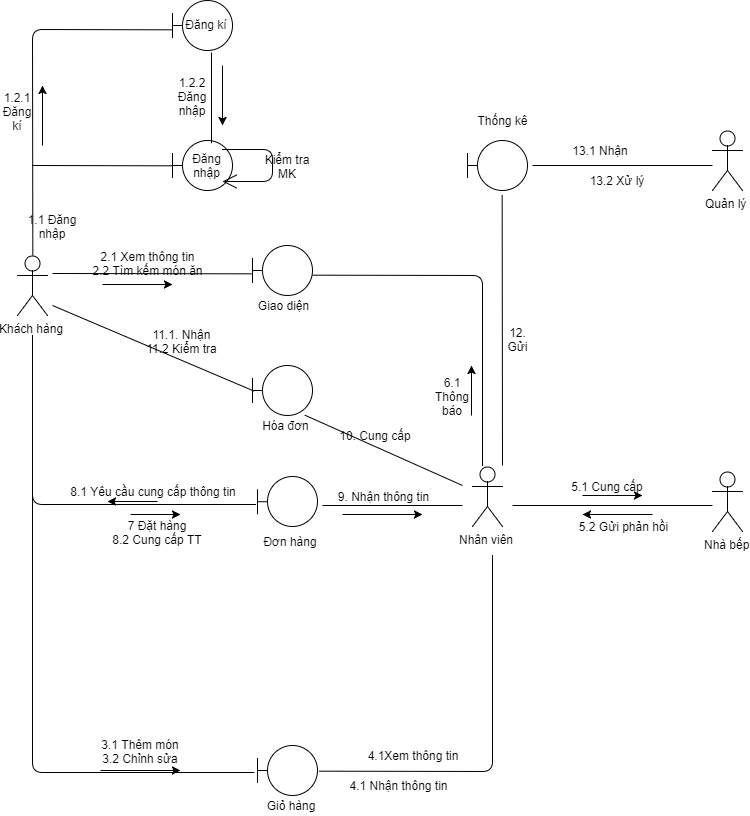 Đăng kí
1.2.1
Đăng
kí
1.2.2
Đăng
nhập
Đăng
nhập
Kiểm tra
MK
Thống kê
13.1 Nhận
13.2 Xử lý
Quản lý
1.1 Đăng
nhập
Khách hàng
2.1 Xem thông tin
2.2 Tìm kếm món ăn
Giao diện
11.1. Nhận
11.2 Kiểm tra
Hóa đơn
10. Cung cấp
6.1
Thông
báo
12.
Gửi
8.1 Yêu cầu cung cấp thông tin
7 Đặt hàng
8.2 Cung cấp TT
Đơn hàng
9. Nhận thông tin
Nhân viên
5.1 Cung cấp
5.2 Gửi phản hồi
Nhà bếp
3.1 Thêm món
3.2 Chỉnh sửa
Giỏ hàng
4.1Xem thông tin
4.1 Nhận thông tin